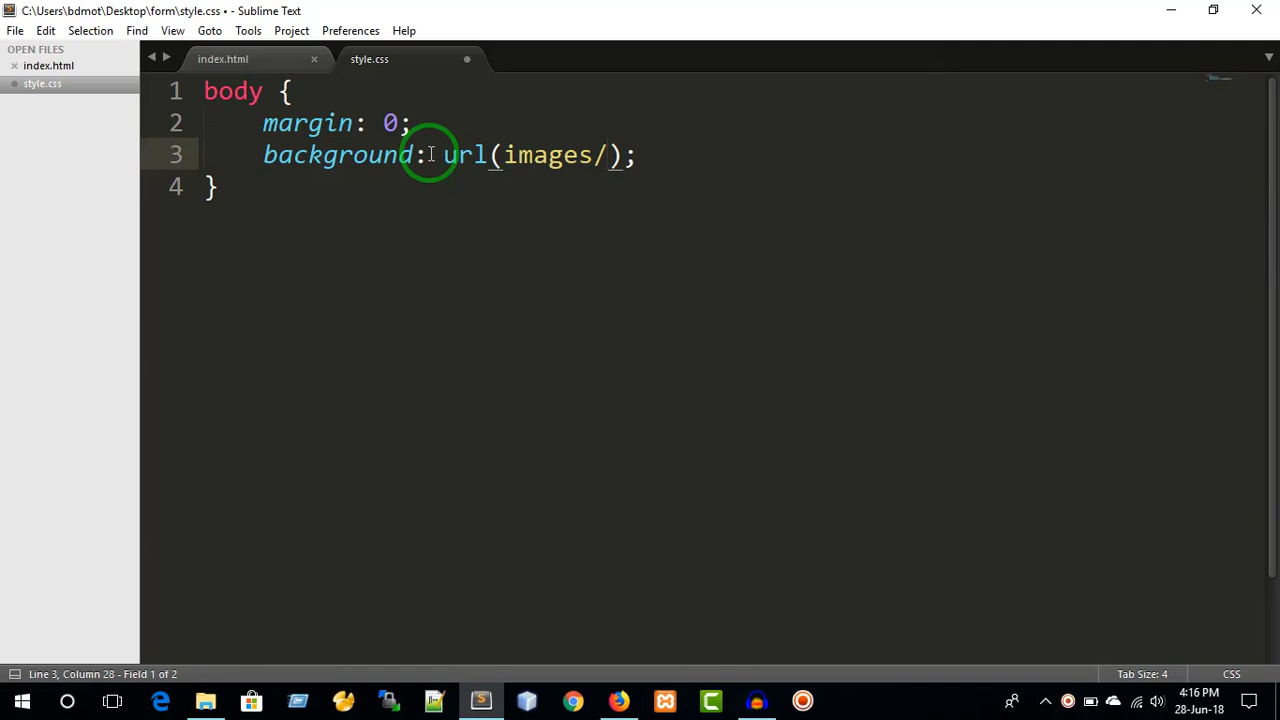 C:\Users\bdmot\Desktop\form\style.css • - Sublime Text
File Edit Selection Find View Goto Tools Project Preferences Help
OPEN FILES
index.html
style.css
index.html
style.css
1 body {
2 margin: 0;
3 background: url(images/);
4 }
Line 3, Column 28 - Field 1 of 2
Tab Size: 4
CSS
4:16 PM
28-Jun-18